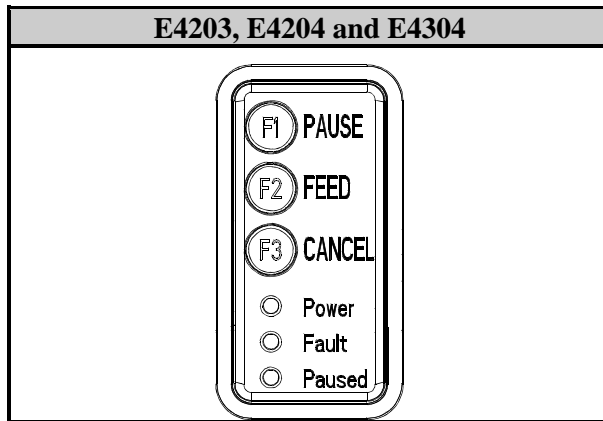 E4203, E4204 and E4304
F1 PAUSE
F2 FEED
F3 CANCEL
Power
Fault
Paused